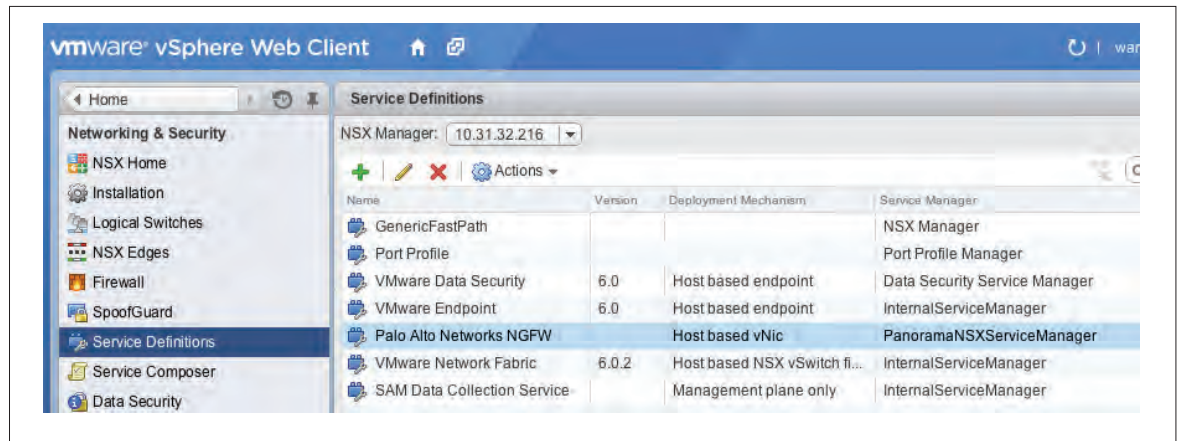 vmware® vSphere Web Client
war
Home
Networking & Security
NSX Home
Installation
Logical Switches
NSX Edges
Firewall
SpoofGuard
Service Definitions
Service Composer
Data Security
Service Definitions
NSX Manager: 10.31.32.216
Actions
Name Version Deployment Mechanism Service Manager
GenericFastPath NSX Manager
Port Profile Port Profile Manager
VMware Data Security 6.0 Host based endpoint Data Security Service Manager
VMware Endpoint 6.0 Host based endpoint InternalServiceManager
Palo Alto Networks NGFW Host based vNic PanoramaNSXServiceManager
VMware Network Fabric 6.0.2 Host based NSX vSwitch fi... InternalServiceManager
SAM Data Collection Service Management plane only InternalServiceManager